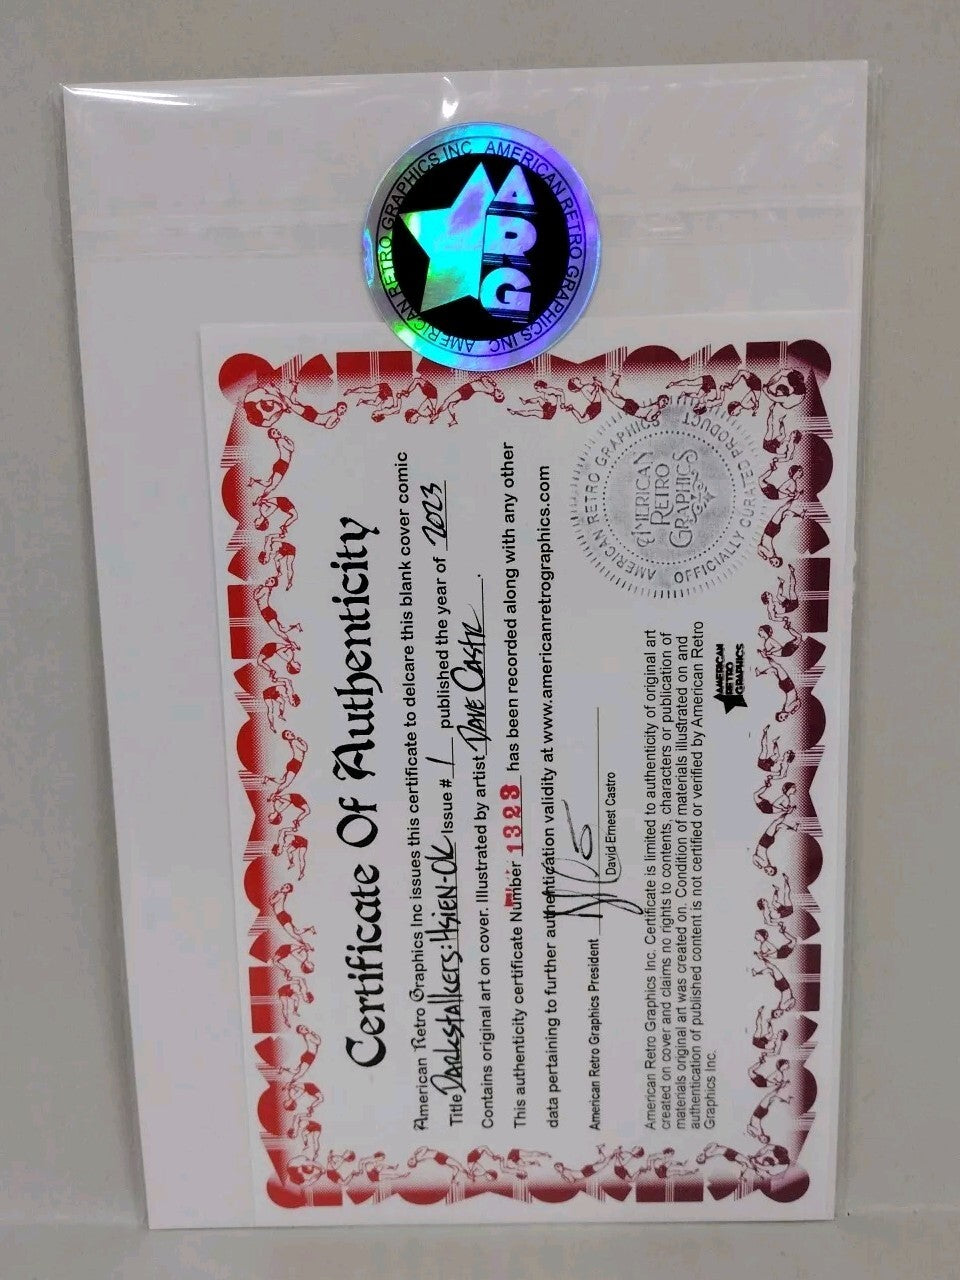 AMERICAN RETRO GRAPHICS INC AMERICAN RETRO GRAPHICS INC
ARG
Certificate Of Authenticity
American Retro Graphics Inc issues this certificate to delcare this blank cover comic
Title Darkstalkers: Hsien-Ok Issue # 1 published the year of 2023
Contains original art on cover. Illustrated by artist Dave Castr.
This authenticity certificate Number 1328 has been recorded along with any other
data pertaining to further authentication validity at www.americanretrographics.com
American Retro Graphics President
David Ernest Castro
American Retro Graphics Inc. Certificate is limited to authenticity of original art
created on cover and claims no rights to contents, characters or publication of
materials original art was created on. Condition of materials illustrated on and
authentication of published content is not certified or verified by American Retro
Graphics Inc.
AMERICAN
RETRO
GRAPHICS
AMERICAN RETRO GRAPHICS
AMERICAN
RETRO
GRAPHICS
OFFICIALLY CURATED PRODUCT